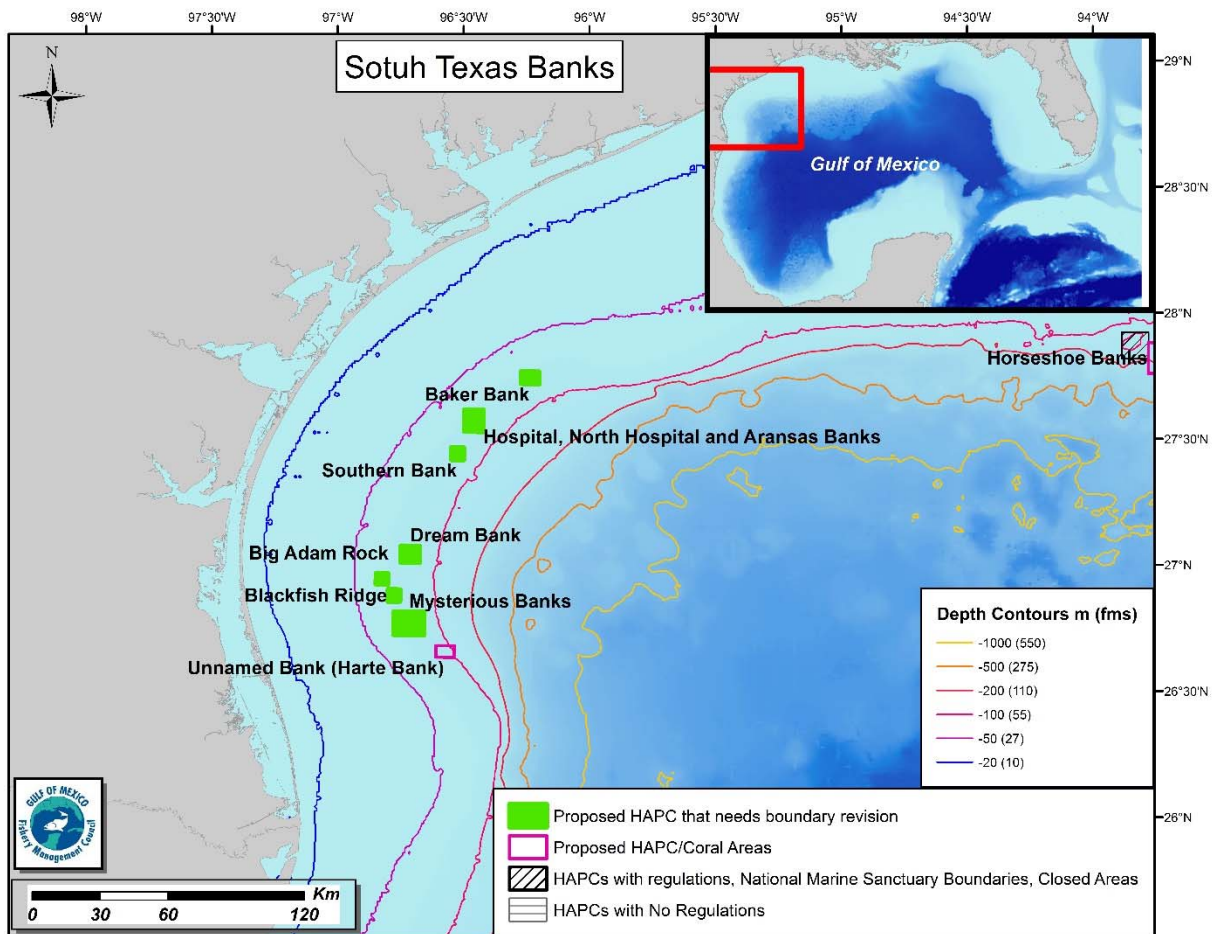 98°W 97°30'W 97°W 96°30'W 96°W 95°30'W 95°W 94°30'W 94°W
N
Sotuh Texas Banks
Gulf of Mexico
29°N
28°30'N
28°N
27°30'N
27°N
26°30'N
26°N
Horseshoe Banks
Baker Bank
Hospital, North Hospital and Aransas Banks
Southern Bank
Dream Bank
Big Adam Rock
Blackfish Ridge
Mysterious Banks
Unnamed Bank (Harte Bank)
Depth Contours m (fms)
-1000 (550)
-500 (275)
-200 (110)
-100 (55)
-50 (27)
-20 (10)
GULF OF MEXICO
Fishery Management Council
Km
0 30 60 120
Proposed HAPC that needs boundary revision
Proposed HAPC/Coral Areas
HAPCs with regulations, National Marine Sanctuary Boundaries, Closed Areas
HAPCs with No Regulations